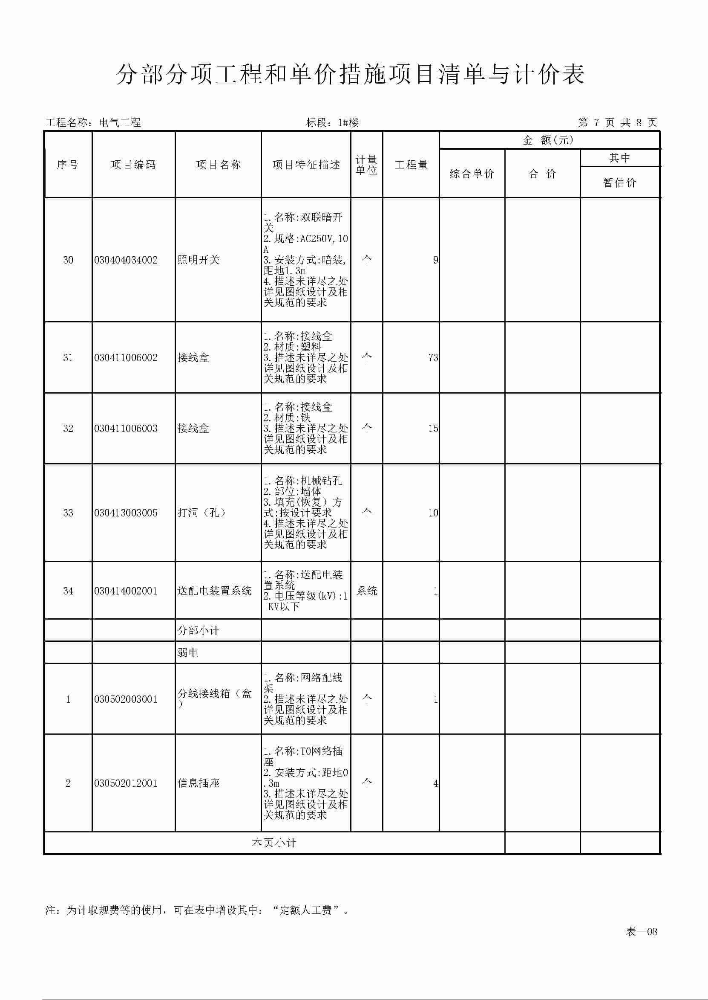 分部分项工程和单价措施项目清单与计价表
工程名称：电气工程 标段：1#楼 第 7 页 共 8 页
序号 项目编码 项目名称 项目特征描述 计量单位 工程量 金 额(元)
综合单价 合 价 其中
暂估价
30 030404034002 照明开关
1.名称:双联暗开
关
2.规格:AC250V,10
A
3.安装方式:暗装,
距地1.3m
4.描述未详尽之处
详见图纸设计及相
关规范的要求
个 9
31 030411006002 接线盒
1.名称:接线盒
2.材质:塑料
3.描述未详尽之处
详见图纸设计及相
关规范的要求
个 73
32 030411006003 接线盒
1.名称:接线盒
2.材质:铁
3.描述未详尽之处
详见图纸设计及相
关规范的要求
个 15
33 030413003005 打洞（孔）
1.名称:机械钻孔
2.部位:墙体
3.填充(恢复）方
式:按设计要求
4.描述未详尽之处
详见图纸设计及相
关规范的要求
个 10
34 030414002001 送配电装置系统
1.名称:送配电装
置系统
2.电压等级(kV):1
KV以下
系统 1
分部小计
弱电
1 030502003001 分线接线箱（盒
）
1.名称:网络配线
架
2.描述未详尽之处
详见图纸设计及相
关规范的要求
个 1
2 030502012001 信息插座
1.名称:TO网络插
座
2.安装方式:距地0
.3m
3.描述未详尽之处
详见图纸设计及相
关规范的要求
个 4
本页小计
注：为计取规费等的使用，可在表中增设其中：“定额人工费”。
表—08